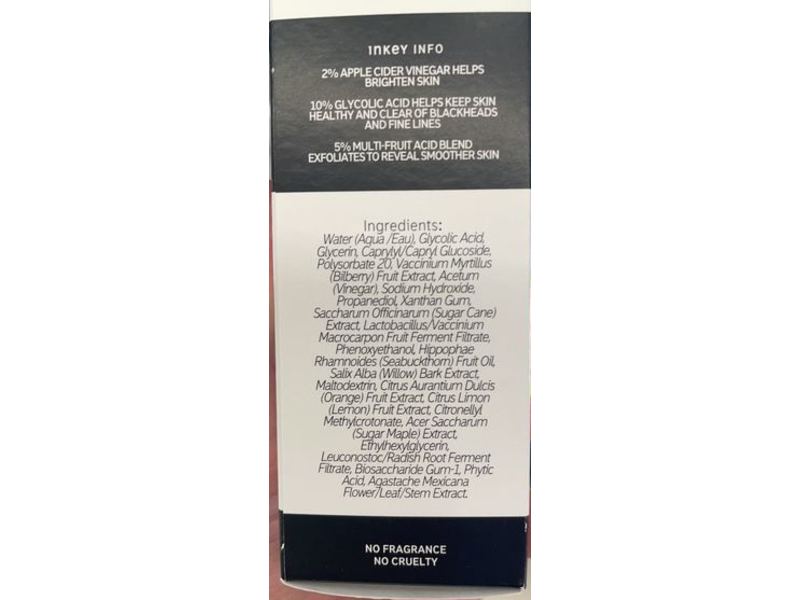 INKEY INFO
2% APPLE CIDER VINEGAR HELPS
BRIGHTEN SKIN
10% GLYCOLIC ACID HELPS KEEP SKIN
HEALTHY AND CLEAR OF BLACKHEADS
AND FINE LINES
5% MULTI-FRUIT ACID BLEND
EXFOLIATES TO REVEAL SMOOTHER SKIN
Ingredients:
Water (Aqua /Eau), Glycolic Acid,
Glycerin, Caprylyl/Capryl Glucoside,
Polysorbate 20, Vaccinium Myrtillus
(Bilberry) Fruit Extract, Acetum
(Vinegar), Sodium Hydroxide,
Propanediol, Xanthan Gum,
Saccharum Officinarum (Sugar Cane)
Extract, Lactobacillus/Vaccinium
Macrocarpon Fruit Ferment Filtrate,
Phenoxyethanol, Hippophae
Rhamnoides (Seabuckthorn) Fruit Oil,
Salix Alba (Willow) Bark Extract,
Maltodextrin, Citrus Aurantium Dulcis
(Orange) Fruit Extract, Citrus Limon
(Lemon) Fruit Extract, Citronellyl
Methylcrotonate, Acer Saccharum
(Sugar Maple) Extract,
Ethylhexylglycerin,
Leuconostoc/Radish Root Ferment
Filtrate, Biosaccharide Gum-1, Phytic
Acid, Agastache Mexicana
Flower/Leaf/Stem Extract.
NO FRAGRANCE
NO CRUELTY